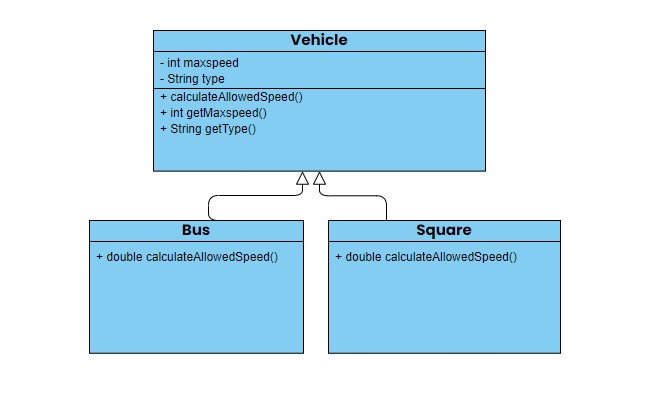 Vehicle
- int maxspeed
- String type
+ calculateAllowedSpeed()
+ int getMaxspeed()
+ String getType()
Bus
+ double calculateAllowedSpeed()
Square
+ double calculateAllowedSpeed()